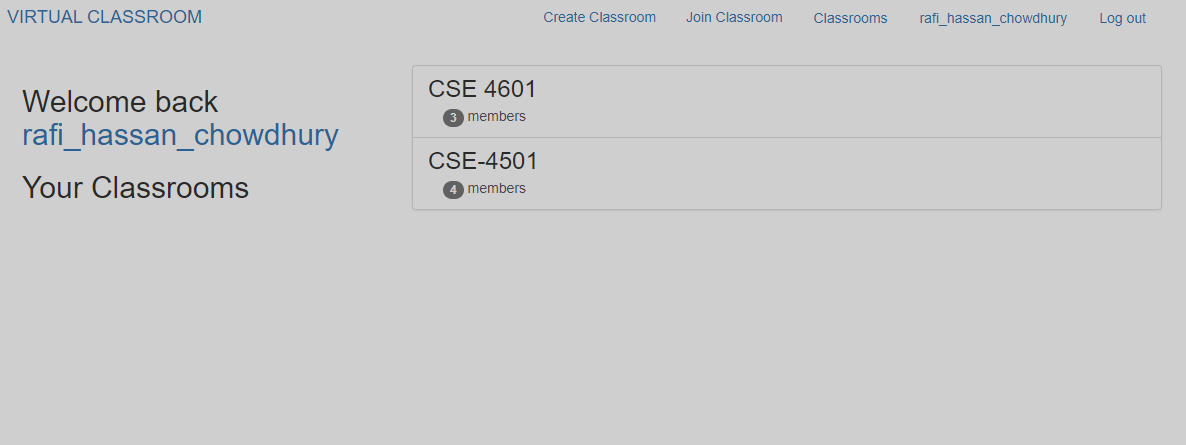 VIRTUAL CLASSROOM
Create Classroom
Join Classroom
Classrooms
rafi_hassan_chowdhury
Log out
Welcome back
rafi_hassan_chowdhury
Your Classrooms
CSE 4601
3 members
CSE-4501
4 members